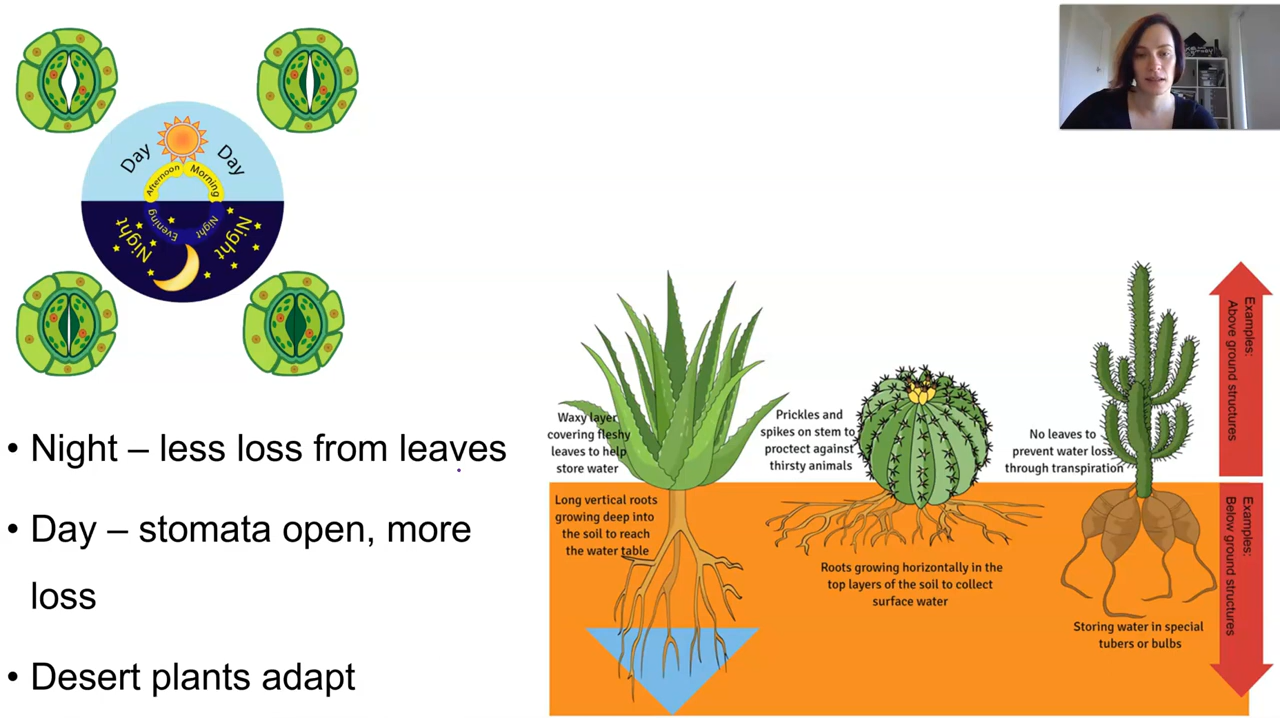 Day
Day
Afternoon
Morning
Evening
Night
Night
Night
• Night – less loss from leaves
• Day – stomata open, more
loss
• Desert plants adapt
Waxy layer
covering fleshy
leaves to help
store water
Prickles and
spikes on stem to
proctect against
thirsty animals
No leaves to
prevent water loss
through transpiration
Examples:
Above ground structures
Long vertical roots
growing deep into
the soil to reach
the water table
Roots growing horizontally in the
top layers of the soil to collect
surface water
Storing water in special
tubers or bulbs
Examples:
Below ground structures